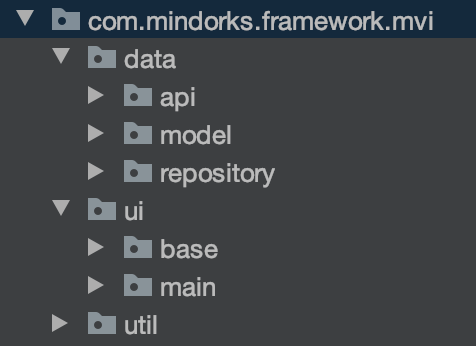 com.mindorks.framework.mvi
data
api
model
repository
ui
base
main
util